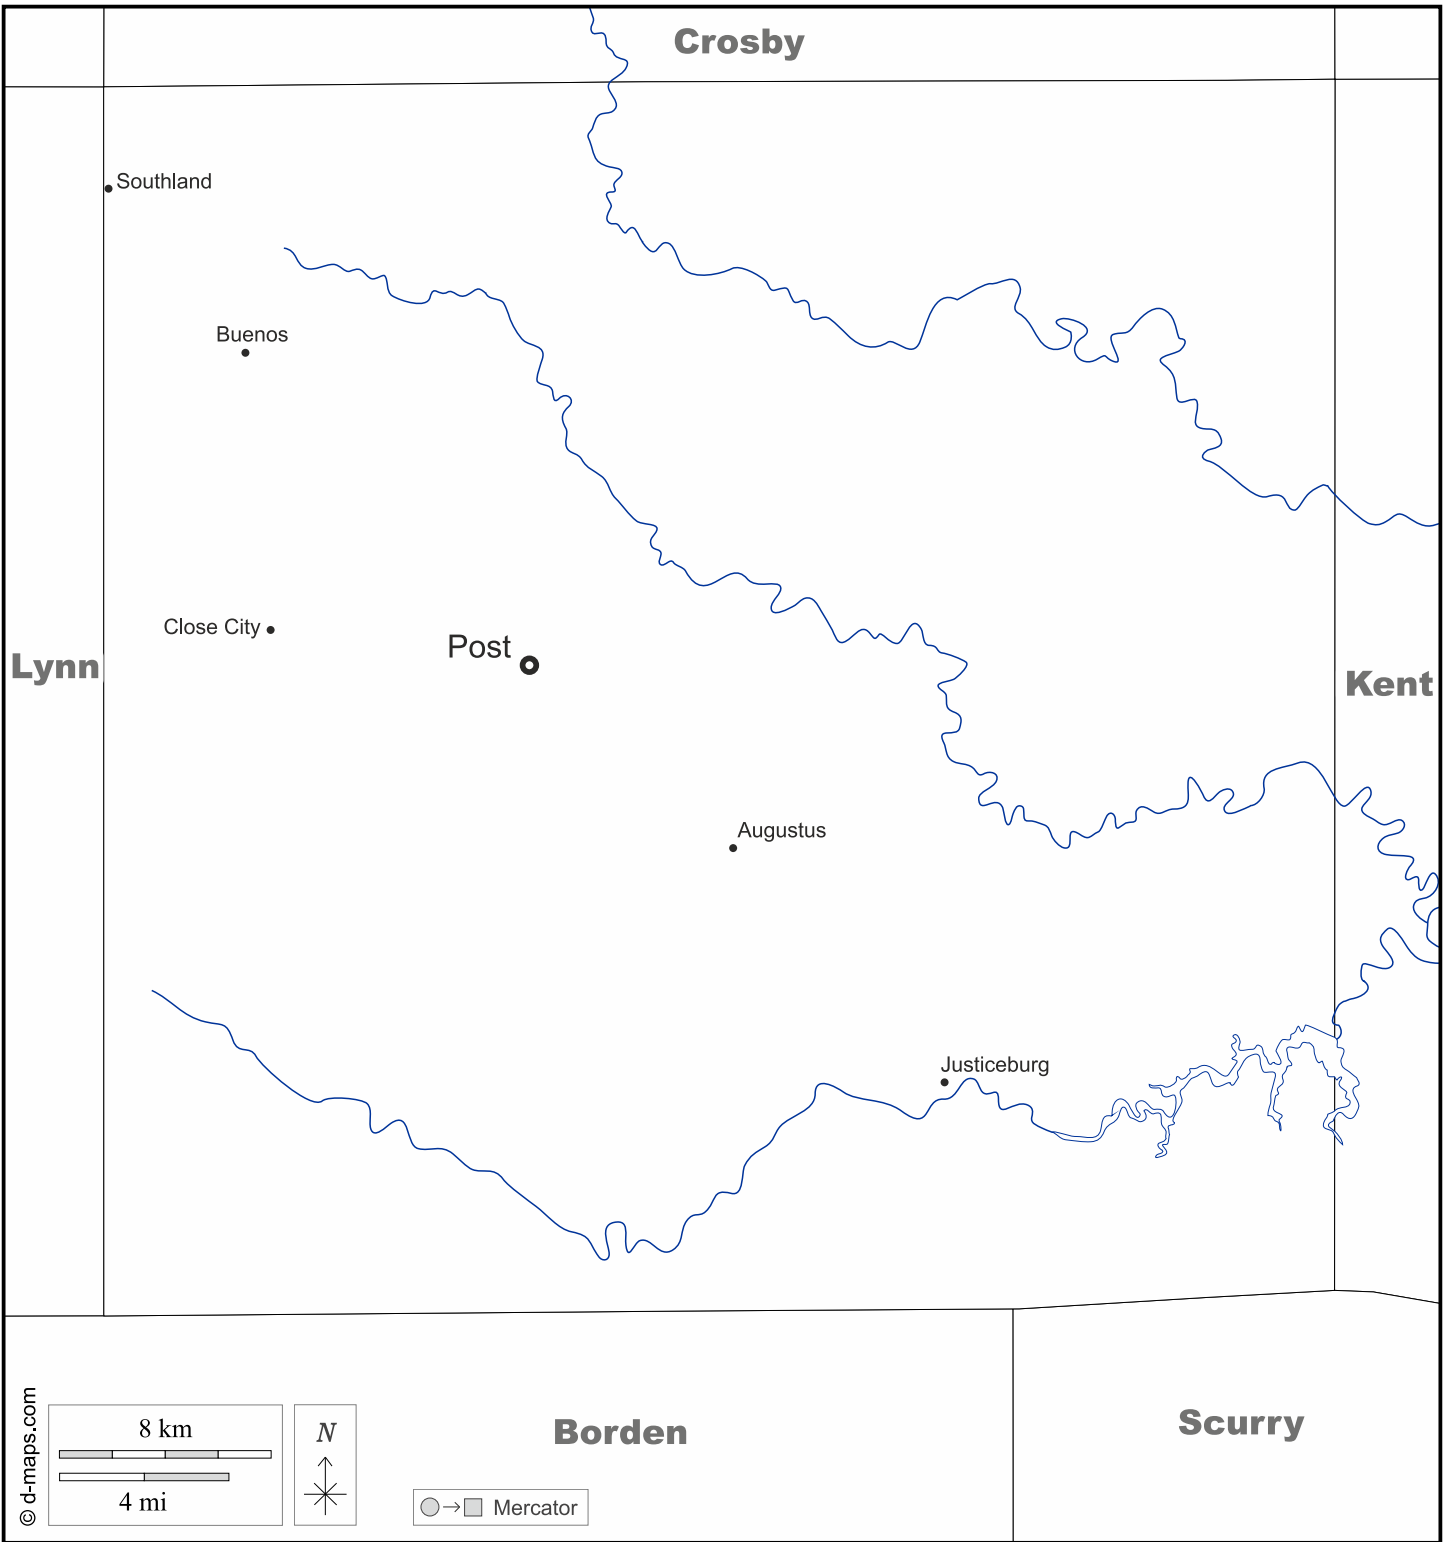 Crosby
Southland
Buenos
Close City
Post
Lynn
Kent
Augustus
Justiceburg
Borden
Scurry
© d-maps.com
8 km
4 mi
N
Mercator